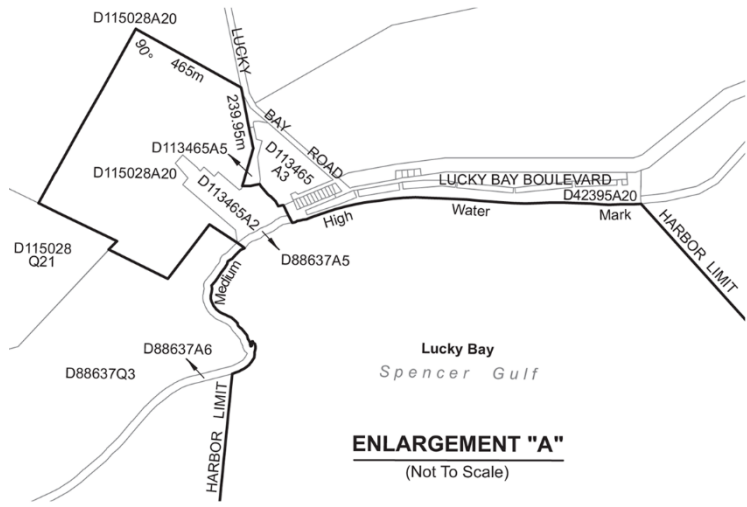 D115028A20
90°
465m
239.95m
LUCKY
BAY
ROAD
D113465A5
D113465
A3
D115028A20
D113465A2
LUCKY BAY BOULEVARD
D42395A20
High
Water
Mark
D115028
Q21
D88637A5
Medium
HARBOR LIMIT
D88637A6
D88637Q3
HARBOR LIMIT
Lucky Bay
Spencer Gulf
ENLARGEMENT "A"
(Not To Scale)